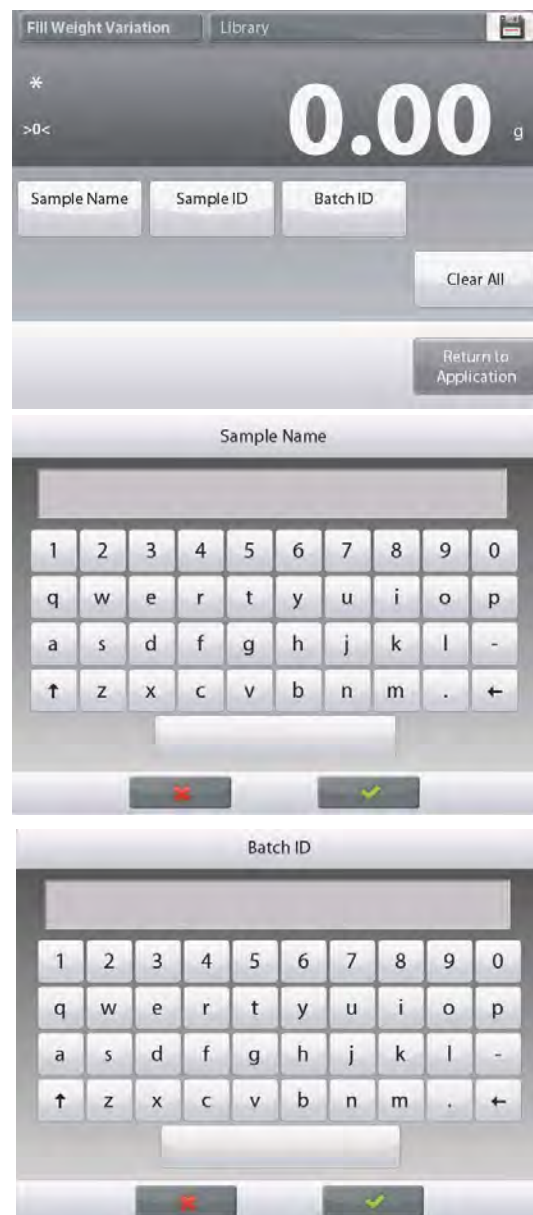 Fill Weight Variation Library
*
>0< 0.00 g
Sample Name Sample ID Batch ID
Clear All
Return to
Application
Sample Name
1 2 3 4 5 6 7 8 9 0
q w e r t y u i o p
a s d f g h j k l -
↑ z x c v b n m . ←
Batch ID
1 2 3 4 5 6 7 8 9 0
q w e r t y u i o p
a s d f g h j k l -
↑ z x c v b n m . ←